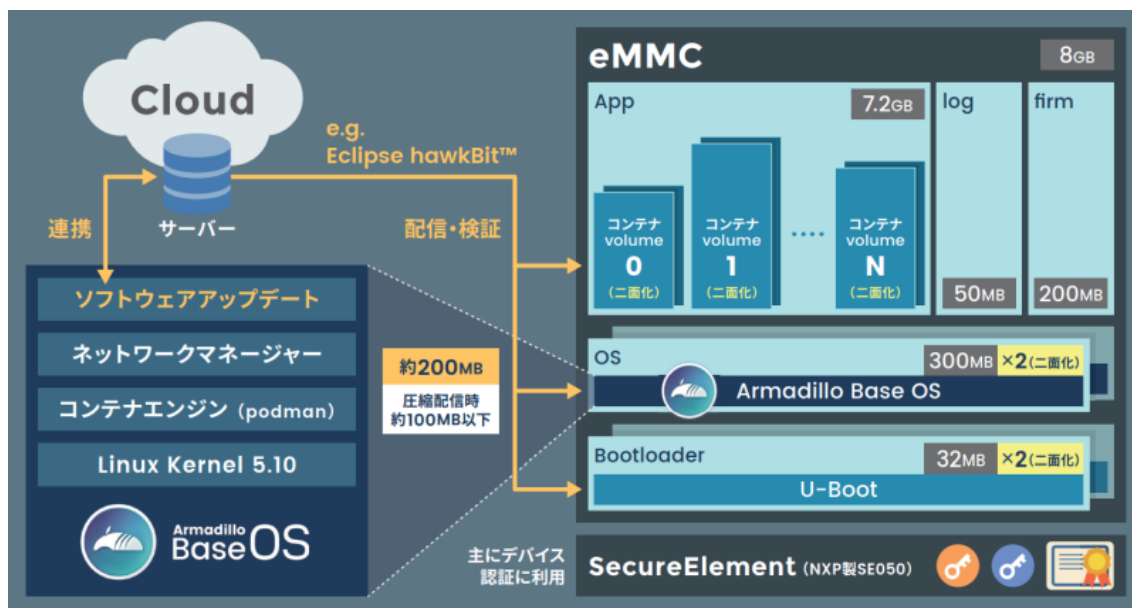 Cloud
サーバー
連携
e.g.
Eclipse hawkBit™
配信・検証
ソフトウェアアップデート
ネットワークマネージャー
コンテナエンジン (podman)
Linux Kernel 5.10
Armadillo
Base OS
約200MB
圧縮配信時
約100MB以下
eMMC
8GB
App
7.2GB
コンテナ
volume
0
(二面化)
コンテナ
volume
1
(二面化)
....
コンテナ
volume
N
(二面化)
log
50MB
firm
200MB
OS
300MB ×2(二面化)
Armadillo Base OS
Bootloader
32MB ×2(二面化)
U-Boot
主にデバイス
認証に利用
SecureElement (NXP製SE050)